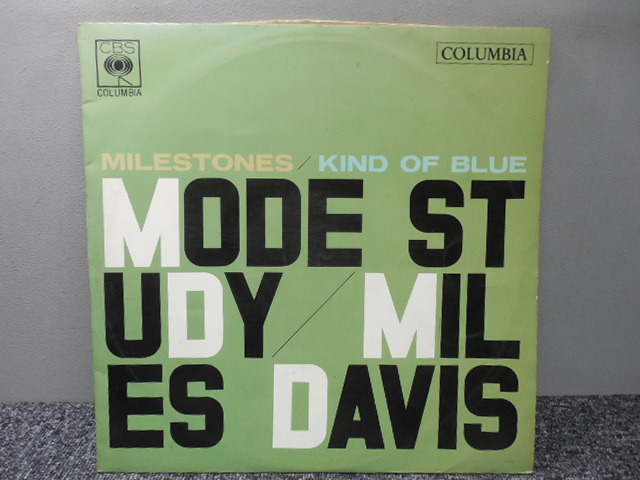 CBS
COLUMBIA
COLUMBIA
MILESTONES / KIND OF BLUE
MODE ST
UDY / MIL
ES DAVIS